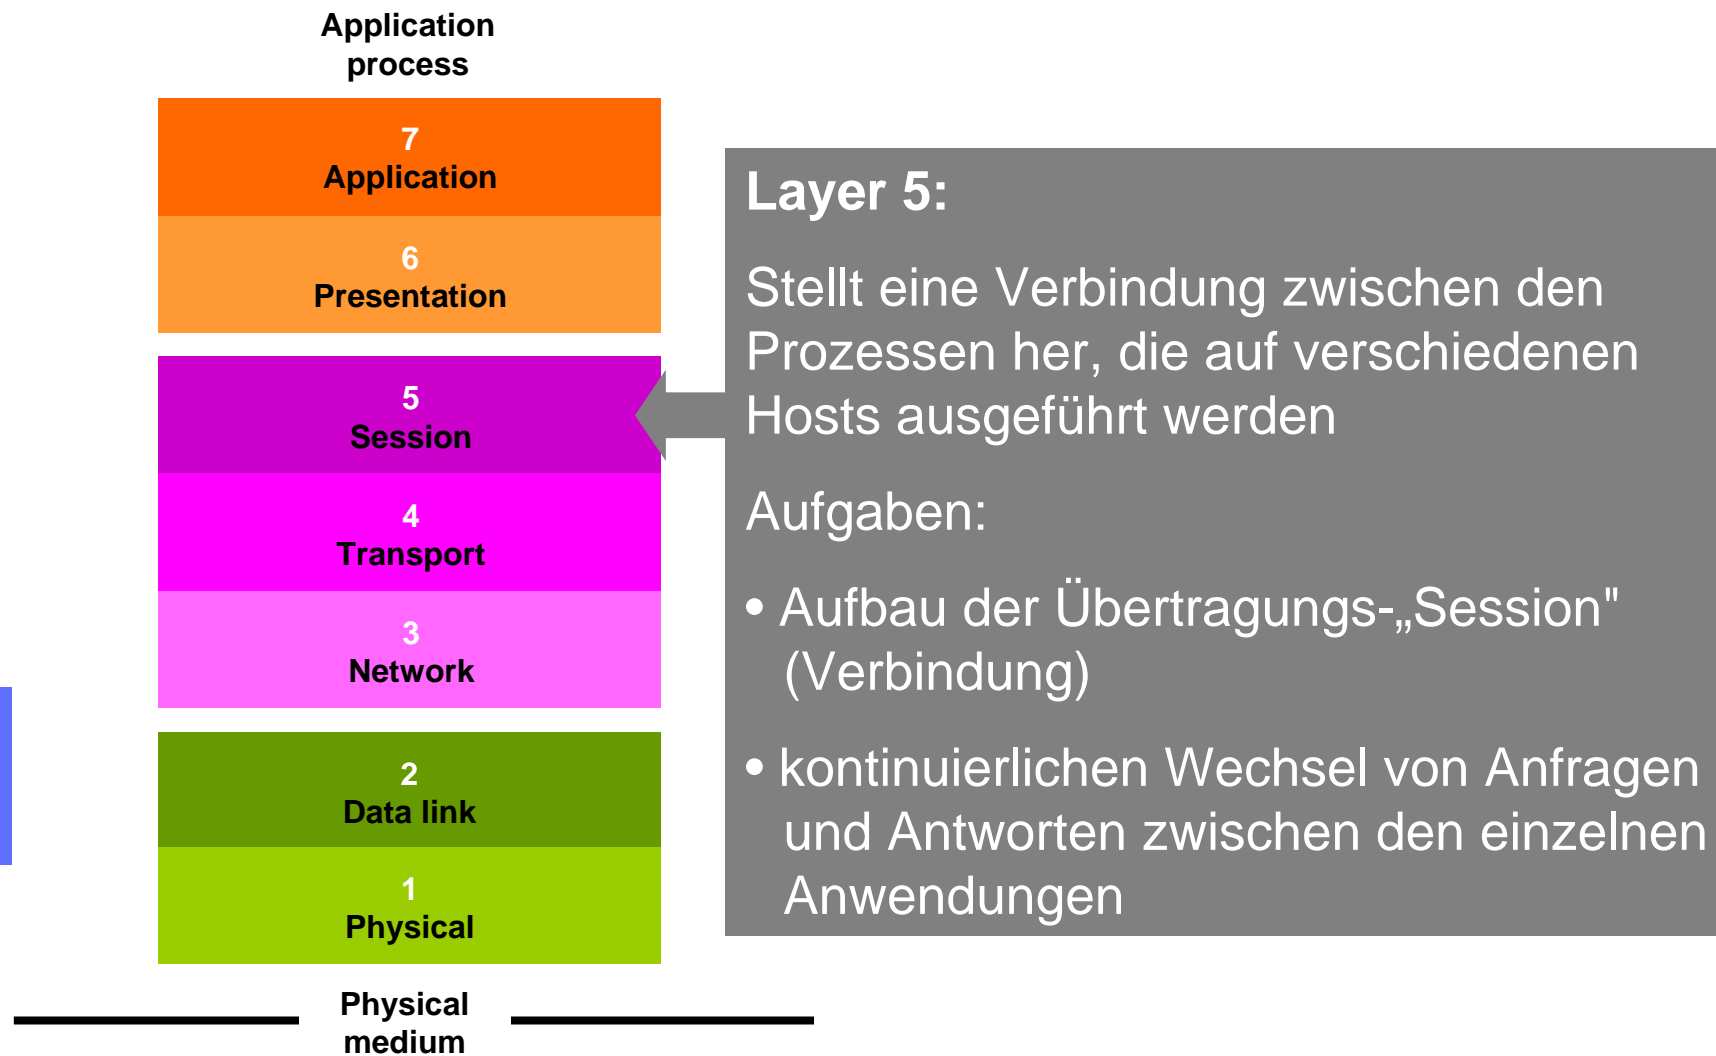 Application
process
7
Application
6
Presentation
5
Session
4
Transport
3
Network
2
Data link
1
Physical
Physical
medium
Layer 5:
Stellt eine Verbindung zwischen den
Prozessen her, die auf verschiedenen
Hosts ausgeführt werden
Aufgaben:
• Aufbau der Übertragungs-„Session"
(Verbindung)
• kontinuierlichen Wechsel von Anfragen
und Antworten zwischen den einzelnen
Anwendungen